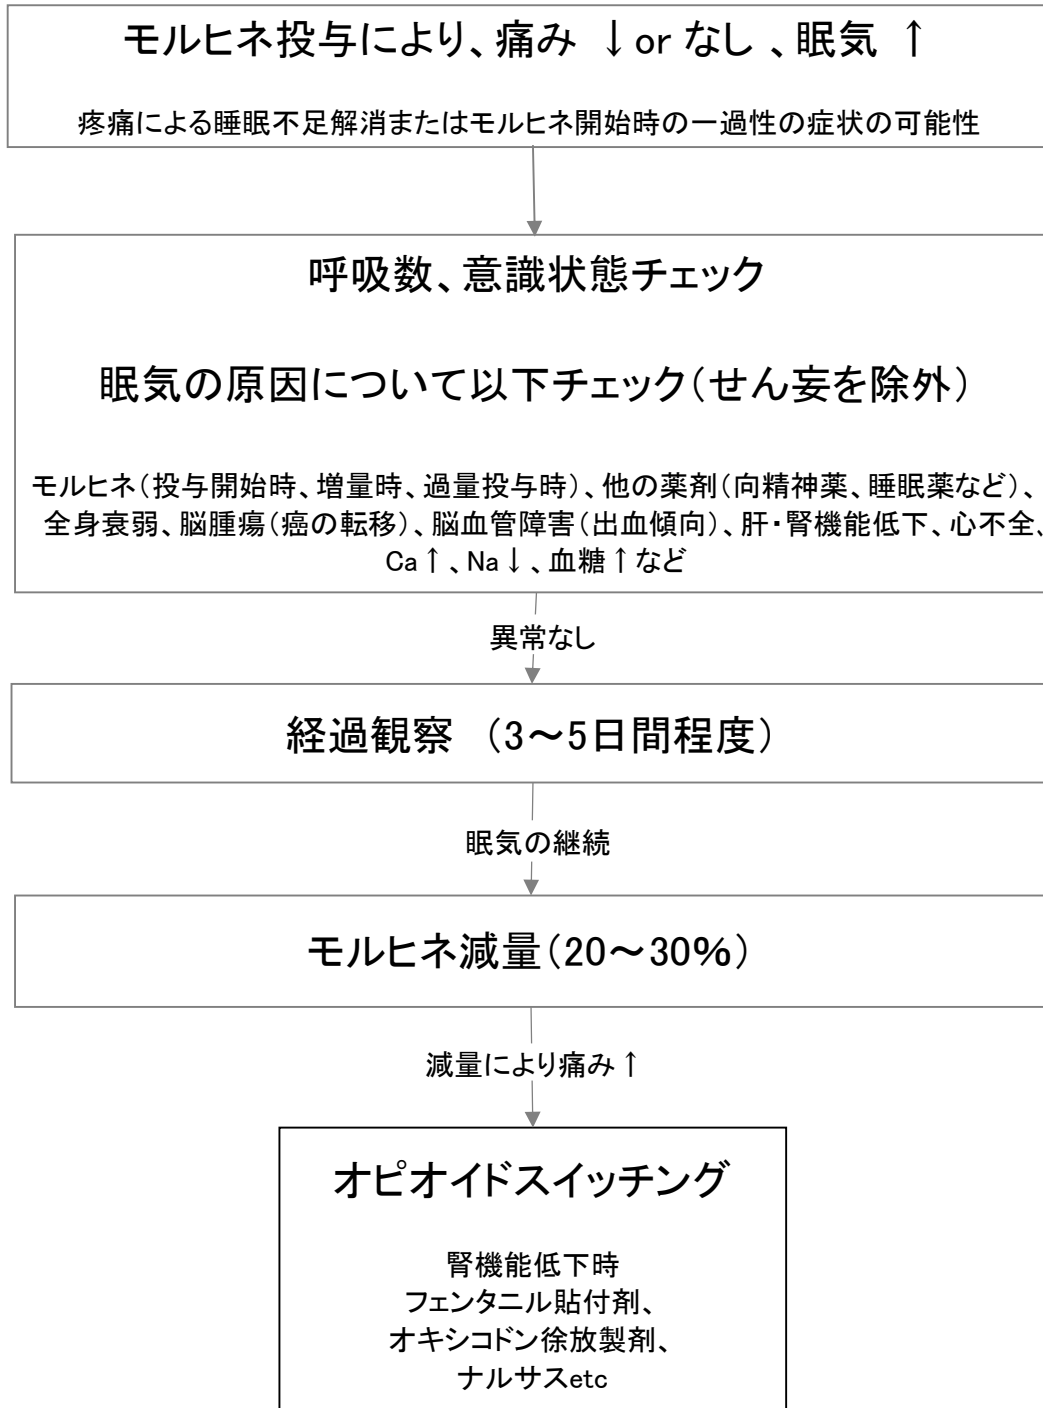 モルヒネ投与により、痛み ↓or なし 、眠気 ↑
疼痛による睡眠不足解消またはモルヒネ開始時の一過性の症状の可能性
呼吸数、意識状態チェック
眠気の原因について以下チェック(せん妄を除外)
モルヒネ(投与開始時、増量時、過量投与時)、他の薬剤(向精神薬、睡眠薬など)、
全身衰弱、脳腫瘍(癌の転移)、脳血管障害(出血傾向)、肝・腎機能低下、心不全、
Ca↑、Na↓、血糖↑など
異常なし
経過観察 (3~5日間程度)
眠気の継続
モルヒネ減量(20~30%)
減量により痛み↑
オピオイドスイッチング
腎機能低下時
フェンタニル貼付剤、
オキシコドン徐放製剤、
ナルサスetc